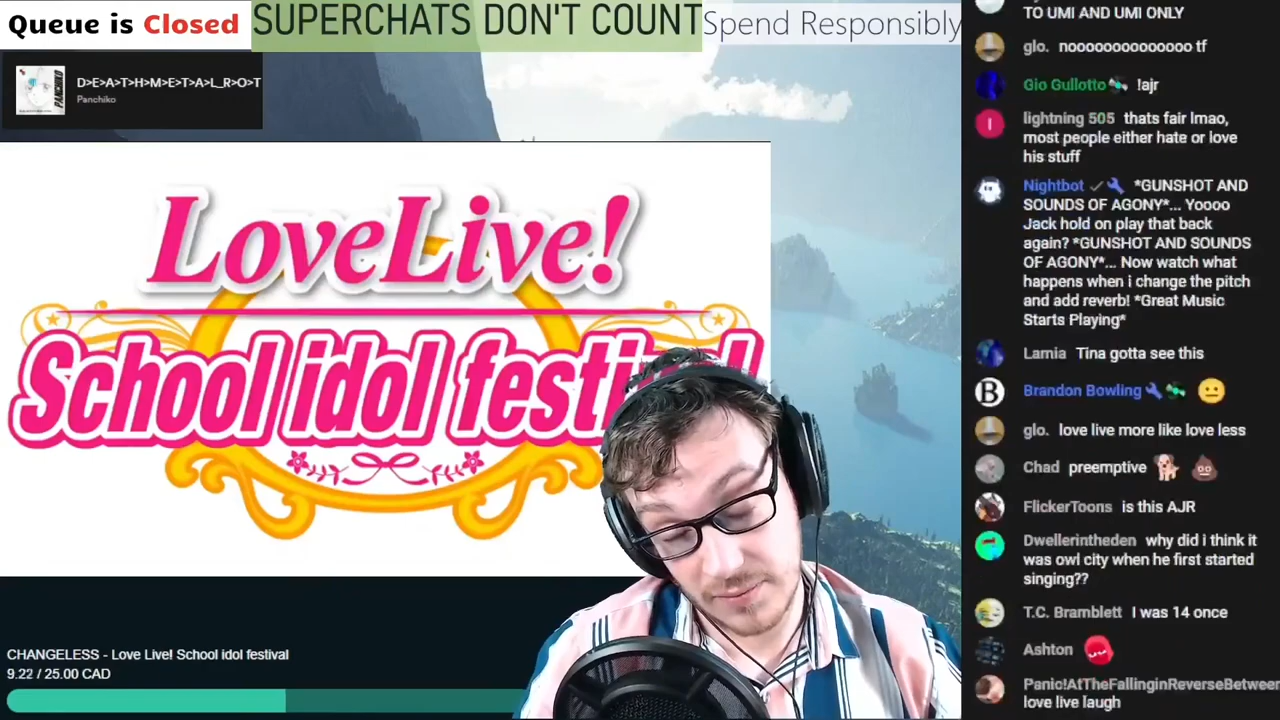 Queue is Closed
SUPERCHATS DON'T COUNT
Spend Responsibly
D>E>A>T>H>M>E>T>A>L_R>O>T
Panchiko
LoveLive!
School idol festival
CHANGELESS - Love Live! School idol festival
9.22 / 25.00 CAD
TO UMI AND UMI ONLY
glo. noooooooooooooo tf
Gio Gullotto !ajr
lightning 505 thats fair lmao,
most people either hate or love
his stuff
Nightbot *GUNSHOT AND
SOUNDS OF AGONY*... Yoooo
Jack hold on play that back
again? *GUNSHOT AND SOUNDS
OF AGONY*... Now watch what
happens when i change the pitch
and add reverb! *Great Music
Starts Playing*
Lamia Tina gotta see this
Brandon Bowling
glo. love live more like love less
Chad preemptive
FlickerToons is this AJR
Dwellerintheden why did i think it
was owl city when he first started
singing??
T.C. Bramblett I was 14 once
Ashton
Panic!AtTheFallinginReverseBetween
love live laugh